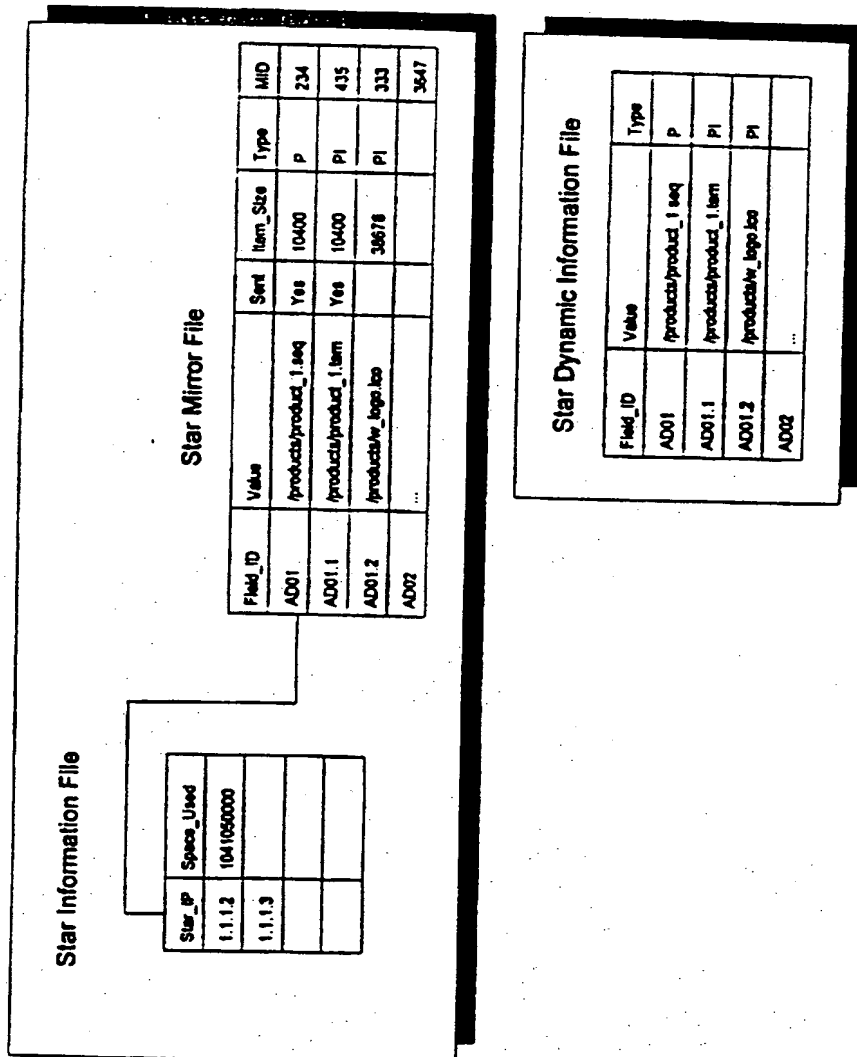 Star Information File
Star_IP Space_Used
1.1.1.2 1041050000
1.1.1.3
Star Mirror File
Field_ID Value Sent Item_Size Type MID
AD01 /products/product_1.seq Yes 10400 P 234
AD01.1 /products/product_1.tem Yes 10400 PI 435
AD01.2 /products/w_logo.ico 38678 PI 333
AD02 ... 3647
Star Dynamic Information File
Field_ID Value Type
AD01 /products/product_1 seq P
AD01.1 /products/product_1.tem PI
AD01.2 /products/w_logo.ico PI
AD02 ...